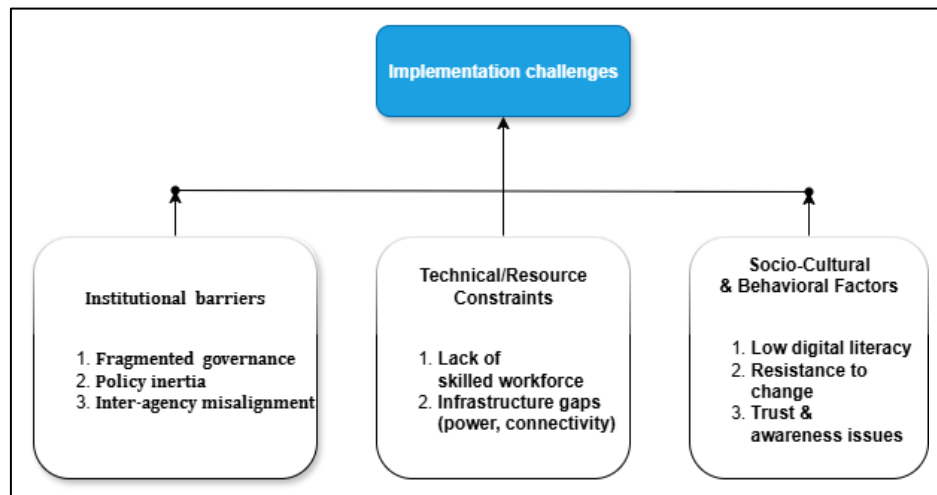 Implementation challenges
Institutional barriers
1. Fragmented governance
2. Policy inertia
3. Inter-agency misalignment
Technical/Resource
Constraints
1. Lack of
skilled workforce
2. Infrastructure gaps
(power, connectivity)
Socio-Cultural
& Behavioral Factors
1. Low digital literacy
2. Resistance to
change
3. Trust &
awareness issues